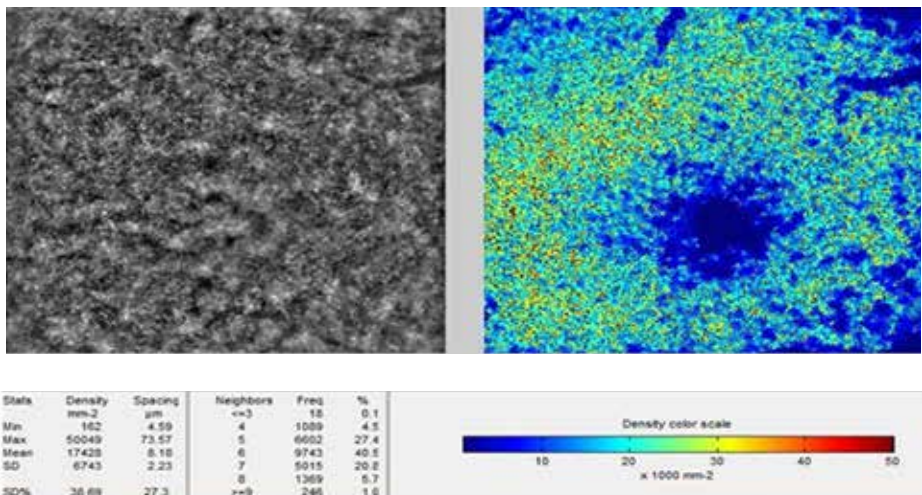 Stats Density Spacing Neighbors Freq %
mm-2 µm <=3 18 0.1
Min 162 4.59 4 1089 4.5
Max 50049 73.57 5 6602 27.4
Mean 17428 8.18 6 9743 40.5
SD 6743 2.23 7 5015 20.8
8 1369 5.7
SD% 38.69 27.3 >=9 246 1.0
Density color scale
10 20 30 40 50
x 1000 mm-2